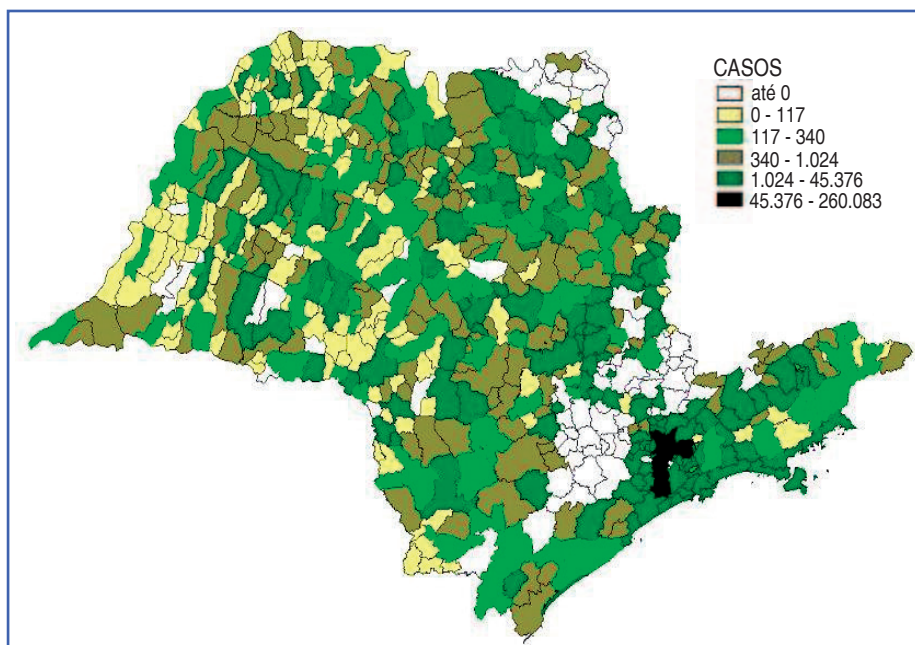 CASOS
até 0
0 - 117
117 - 340
340 - 1.024
1.024 - 45.376
45.376 - 260.083